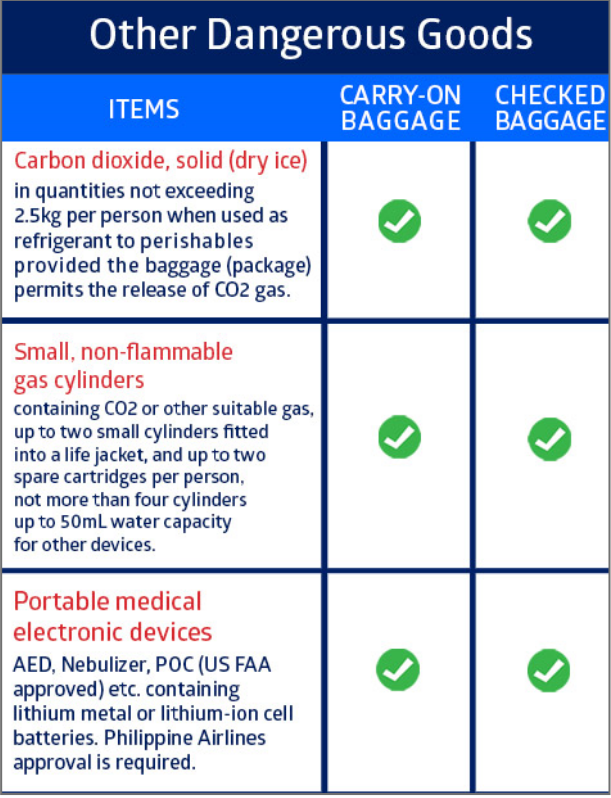 Other Dangerous Goods
ITEMS
CARRY-ON
BAGGAGE
CHECKED
BAGGAGE
Carbon dioxide, solid (dry ice)
in quantities not exceeding
2.5kg per person when used as
refrigerant to perishables
provided the baggage (package)
permits the release of CO2 gas.
Small, non-flammable
gas cylinders
containing CO2 or other suitable gas,
up to two small cylinders fitted
into a life jacket, and up to two
spare cartridges per person,
not more than four cylinders
up to 50mL water capacity
for other devices.
Portable medical
electronic devices
AED, Nebulizer, POC (US FAA
approved) etc. containing
lithium metal or lithium-ion cell
batteries. Philippine Airlines
approval is required.